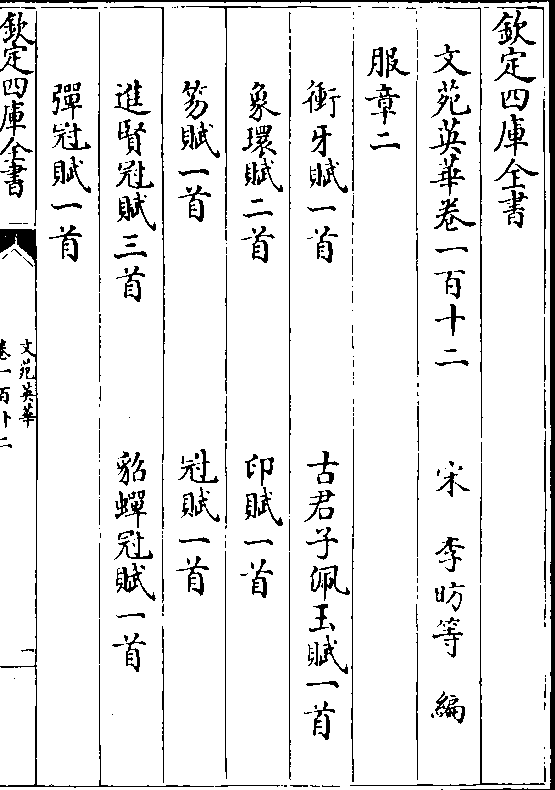 欽定四庫全書
文苑英華卷一百十二 宋 李昉等 編
服章二
衝牙賦一首 古君子佩玉賦一首
象環賦二首 印賦一首
笏賦一首 冠賦一首
進賢冠賦三首 貂蟬冠賦一首
彈冠賦一首
欽定四庫全書
文苑英華
卷一百十二
一